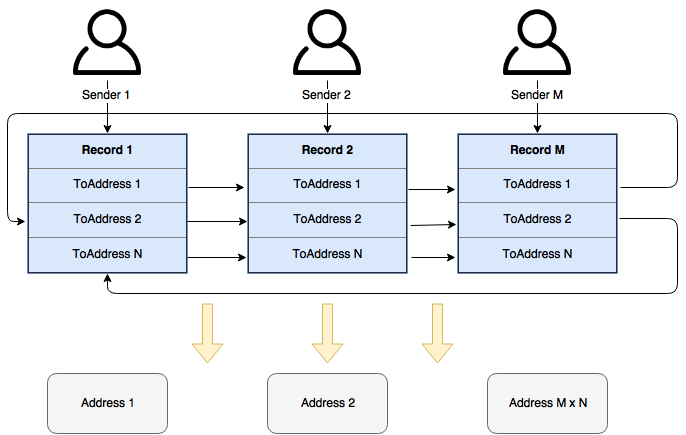 Sender 1
Sender 2
Sender M
Record 1
Record 2
Record M
ToAddress 1
ToAddress 1
ToAddress 1
ToAddress 2
ToAddress 2
ToAddress 2
ToAddress N
ToAddress N
ToAddress N
Address 1
Address 2
Address M x N